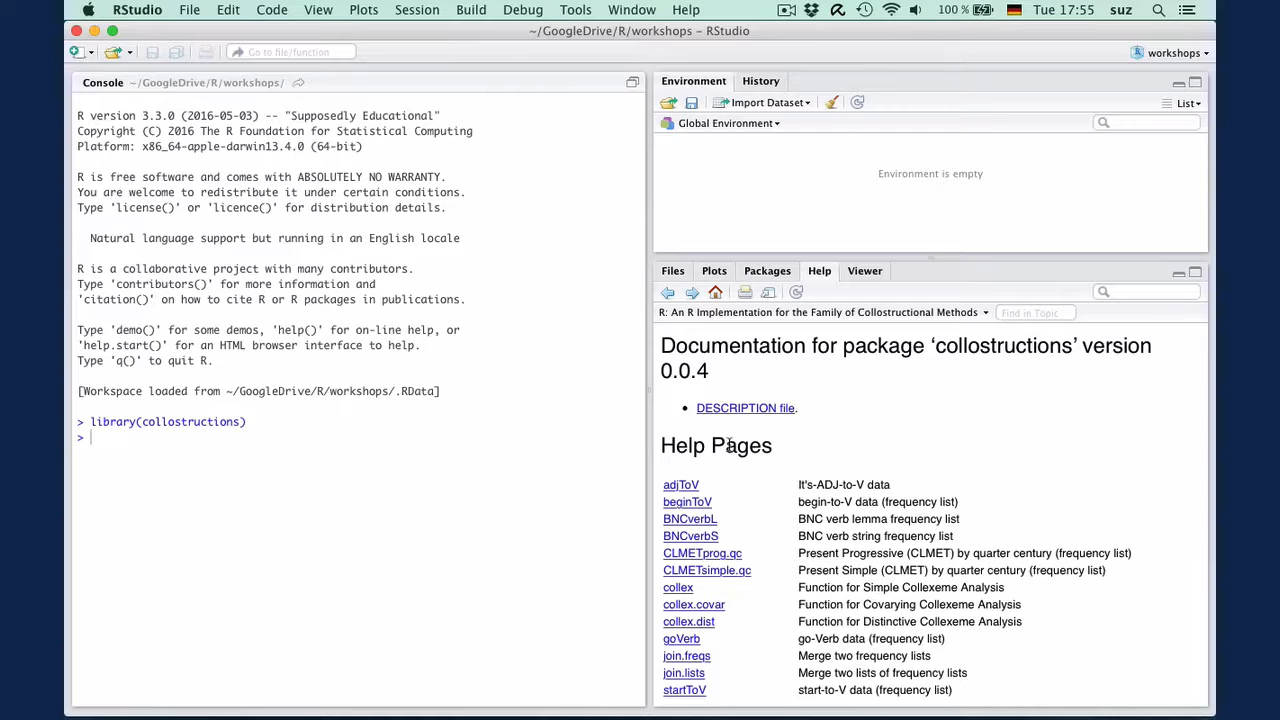 RStudio File Edit Code View Plots Session Build Debug Tools Window Help 100 % Tue 17:55 suz
~/GoogleDrive/R/workshops – RStudio
Go to file/function workshops
Console ~/GoogleDrive/R/workshops/
R version 3.3.0 (2016-05-03) -- "Supposedly Educational"
Copyright (C) 2016 The R Foundation for Statistical Computing
Platform: x86_64-apple-darwin13.4.0 (64-bit)
R is free software and comes with ABSOLUTELY NO WARRANTY.
You are welcome to redistribute it under certain conditions.
Type 'license()' or 'licence()' for distribution details.
Natural language support but running in an English locale
R is a collaborative project with many contributors.
Type 'contributors()' for more information and
'citation()' on how to cite R or R packages in publications.
Type 'demo()' for some demos, 'help()' for on-line help, or
'help.start()' for an HTML browser interface to help.
Type 'q()' to quit R.
[Workspace loaded from ~/GoogleDrive/R/workshops/.RData]
> library(collostructions)
>
Environment History
Import Dataset List
Global Environment
Environment is empty
Files Plots Packages Help Viewer
R: An R Implementation for the Family of Collostructional Methods Find in Topic
Documentation for package ‘collostructions’ version
0.0.4
• DESCRIPTION file.
Help Pages
adjToV It's-ADJ-to-V data
beginToV begin-to-V data (frequency list)
BNCverbL BNC verb lemma frequency list
BNCverbS BNC verb string frequency list
CLMETprog.qc Present Progressive (CLMET) by quarter century (frequency list)
CLMETsimple.qc Present Simple (CLMET) by quarter century (frequency list)
collex Function for Simple Collexeme Analysis
collex.covar Function for Covarying Collexeme Analysis
collex.dist Function for Distinctive Collexeme Analysis
goVerb go-Verb data (frequency list)
join.freqs Merge two frequency lists
join.lists Merge two lists of frequency lists
startToV start-to-V data (frequency list)